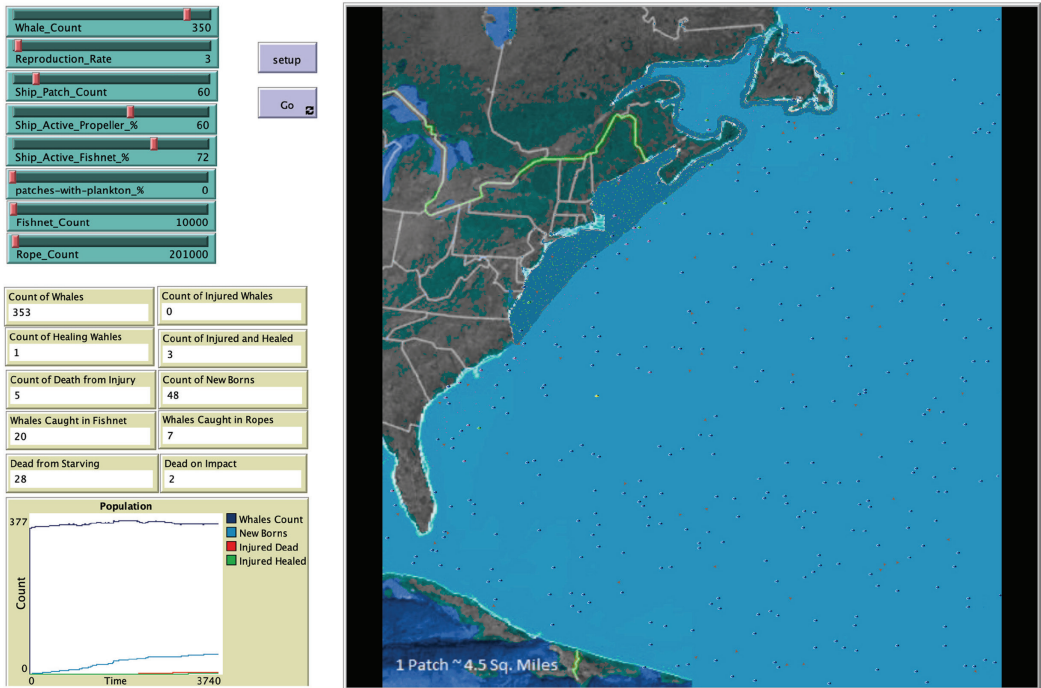 Whale_Count 350
Reproduction_Rate 3
Ship_Patch_Count 60
Ship_Active_Propeller_% 60
Ship_Active_Fishnet_% 72
patches-with-plankton_% 0
Fishnet_Count 10000
Rope_Count 201000
setup
Go
Count of Whales
353
Count of Injured Whales
0
Count of Healing Wahles
1
Count of Injured and Healed
3
Count of Death from Injury
5
Count of New Borns
48
Whales Caught in Fishnet
20
Whales Caught in Ropes
7
Dead from Starving
28
Dead on Impact
2
Population
377
Count
0
0 Time 3740
Whales Count
New Borns
Injured Dead
Injured Healed
1 Patch ~ 4.5 Sq. Miles